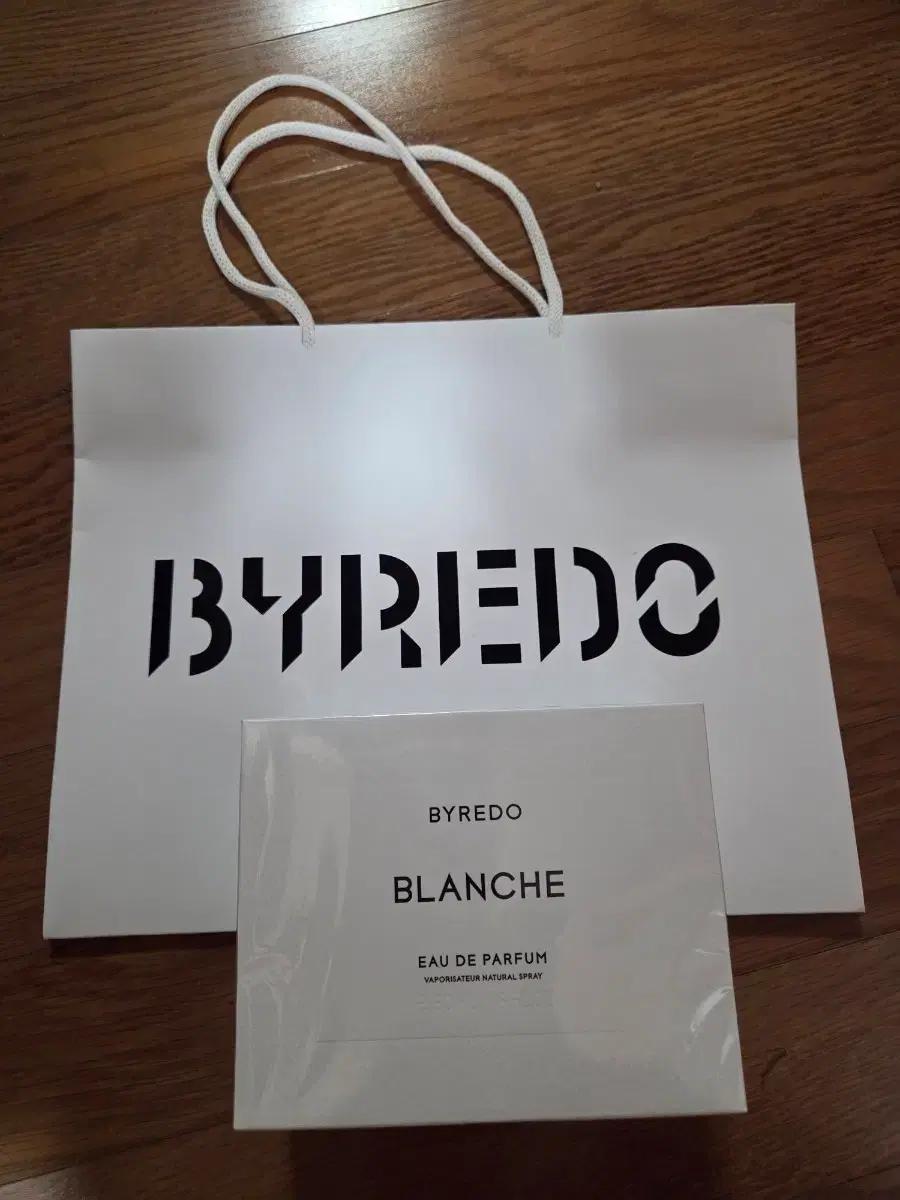 BYREDO
BYREDO
BLANCHE
EAU DE PARFUM
VAPORISATEUR NATURAL SPRAY